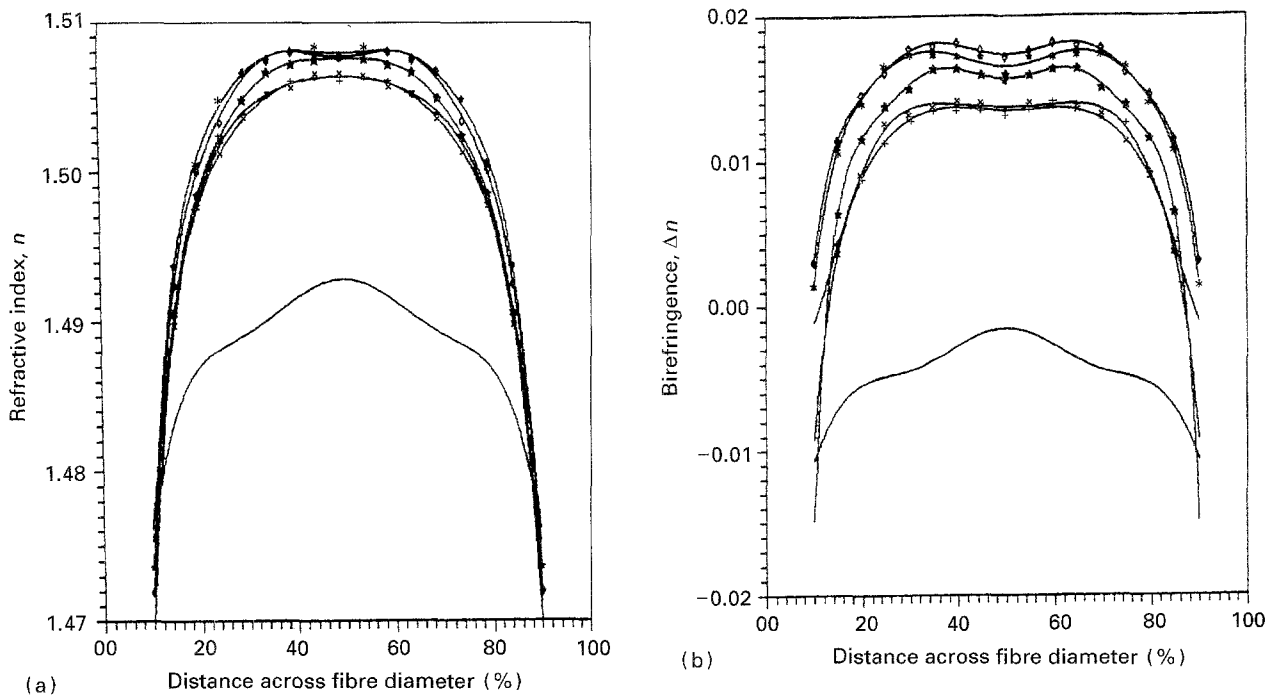 1.51
1.50
1.49
1.48
1.47
Refractive index, n
00 20 40 60 80 100
Distance across fibre diameter (%)
(a)
0.02
0.01
0.00
−0.01
−0.02
Birefringence, Δn
00 20 40 60 80 100
Distance across fibre diameter (%)
(b)